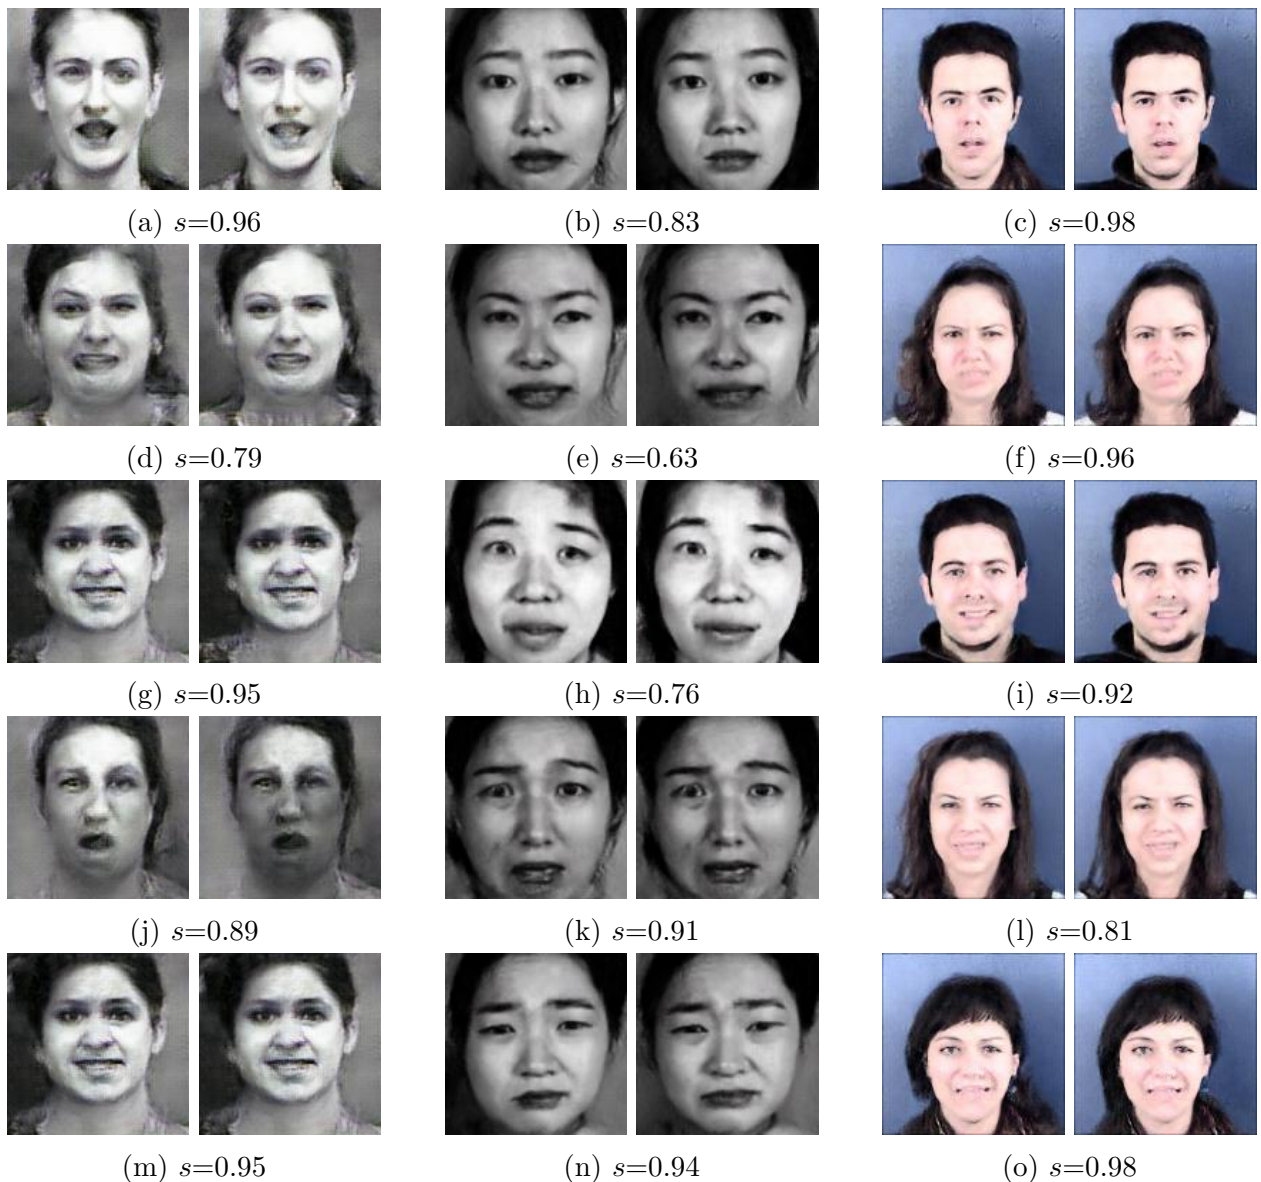 (a) s=0.96 (b) s=0.83 (c) s=0.98
(d) s=0.79 (e) s=0.63 (f) s=0.96
(g) s=0.95 (h) s=0.76 (i) s=0.92
(j) s=0.89 (k) s=0.91 (l) s=0.81
(m) s=0.95 (n) s=0.94 (o) s=0.98